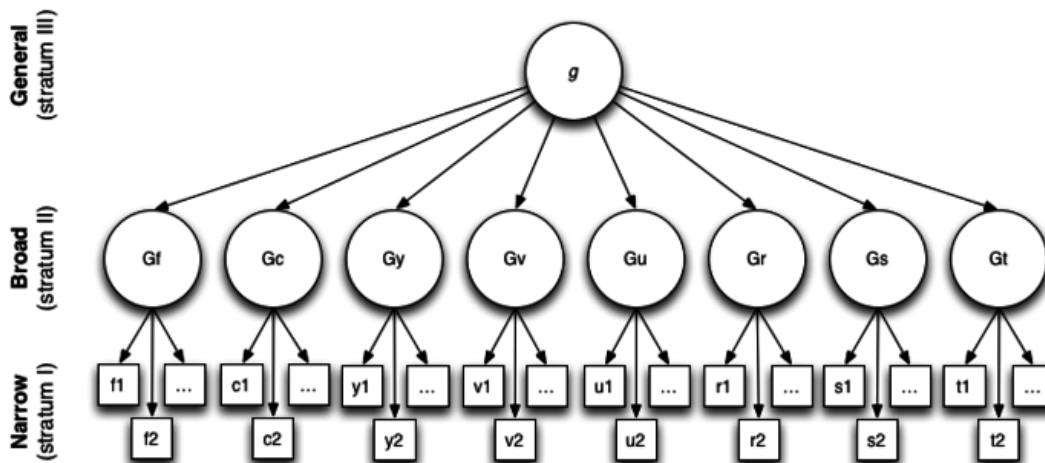 General
(stratum III)
g
Broad
(stratum II)
Gf Gc Gy Gv Gu Gr Gs Gt
Narrow
(stratum I)
f1 ... c1 ... y1 ... v1 ... u1 ... r1 ... s1 ... t1 ...
f2 c2 y2 v2 u2 r2 s2 t2